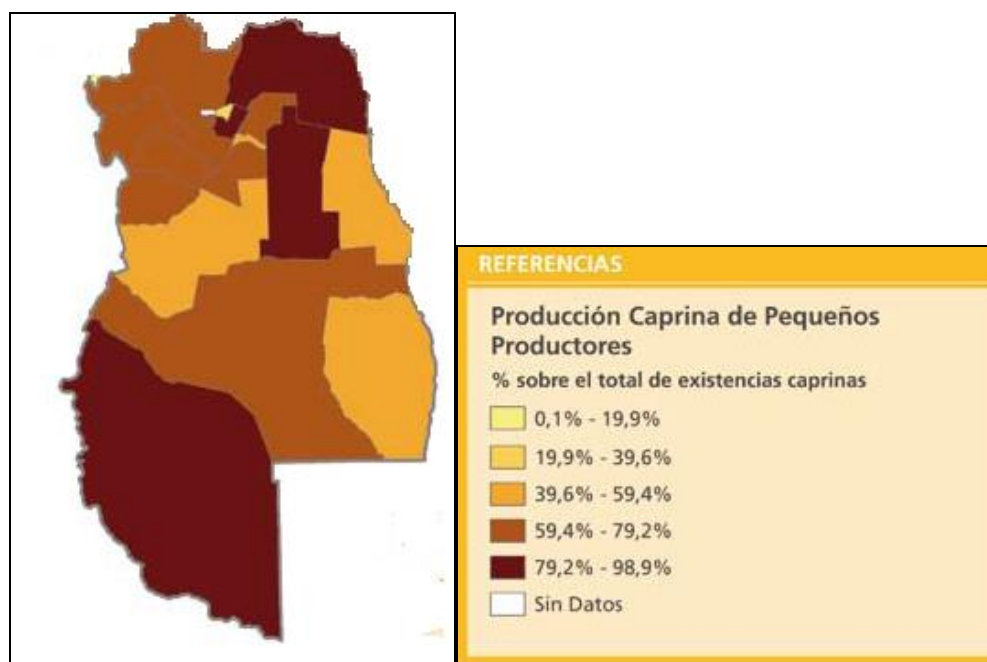 REFERENCIAS
Producción Caprina de Pequeños
Productores
% sobre el total de existencias caprinas
0,1% - 19,9%
19,9% - 39,6%
39,6% - 59,4%
59,4% - 79,2%
79,2% - 98,9%
Sin Datos